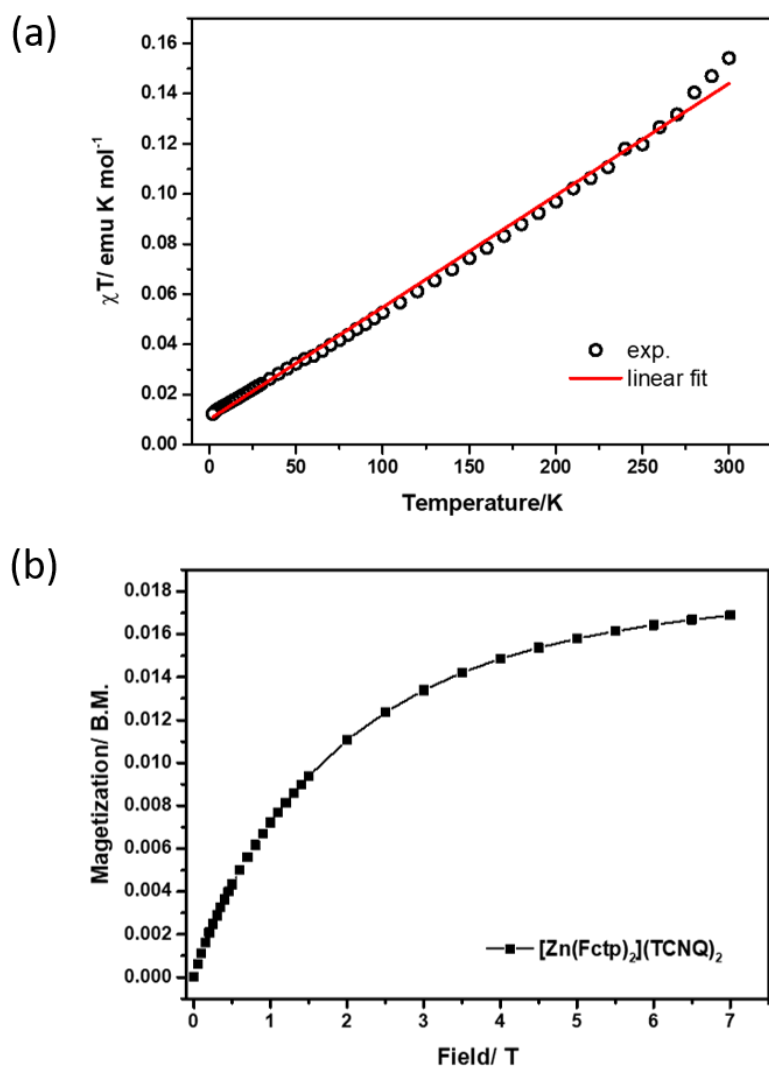 (a)
0.16
0.14
0.12
0.10
0.08
0.06
0.04
0.02
0.00
χT/ emu K mol⁻¹
exp.
linear fit
0 50 100 150 200 250 300
Temperature/K
(b)
0.018
0.016
0.014
0.012
0.010
0.008
0.006
0.004
0.002
0.000
Magetization/ B.M.
[Zn(Fctp)₂](TCNQ)₂
0 1 2 3 4 5 6 7
Field/ T